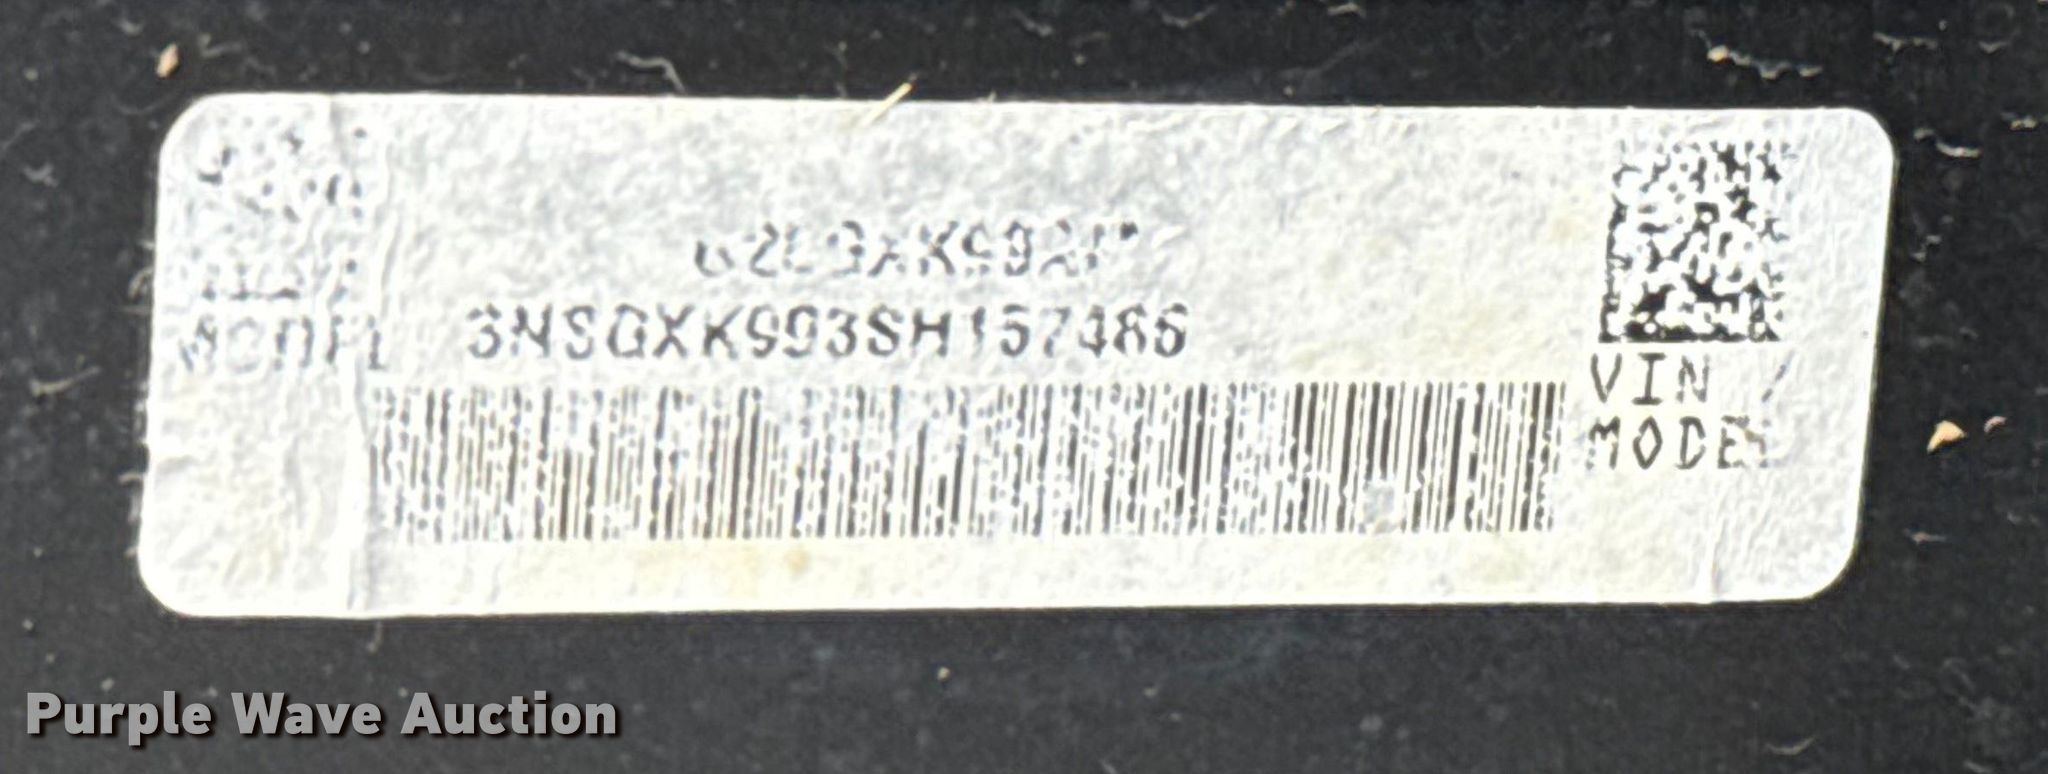 MODEL
3NSGXK993SH157486
VIN
MODEL
Purple Wave Auction